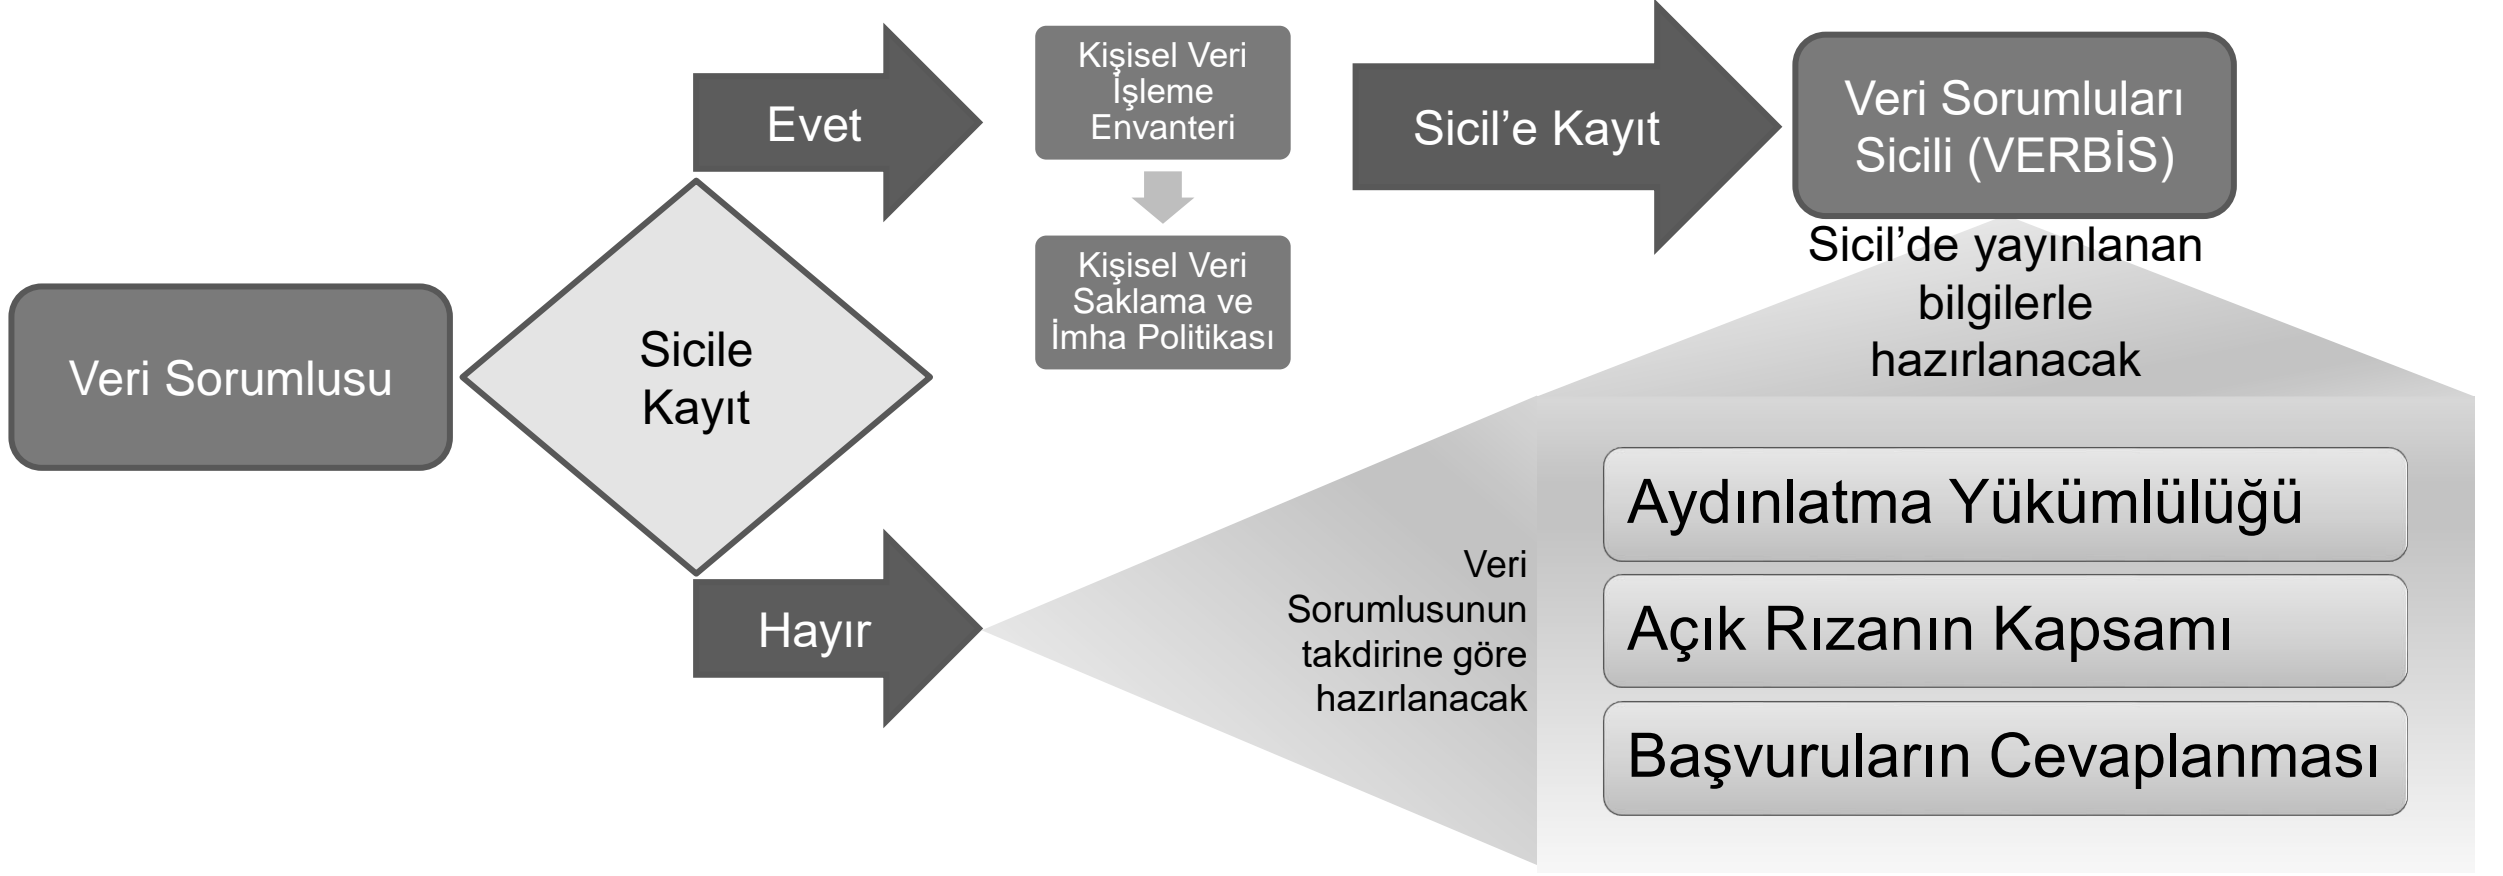 Veri Sorumlusu
Sicile
Kayıt
Evet
Kişisel Veri
İşleme
Envanteri
Kişisel Veri
Saklama ve
İmha Politikası
Sicil’e Kayıt
Veri Sorumluları
Sicili (VERBİS)
Sicil’de yayınlanan
bilgilerle
hazırlanacak
Hayır
Veri
Sorumlusunun
takdirine göre
hazırlanacak
Aydınlatma Yükümlülüğü
Açık Rızanın Kapsamı
Başvuruların Cevaplanması